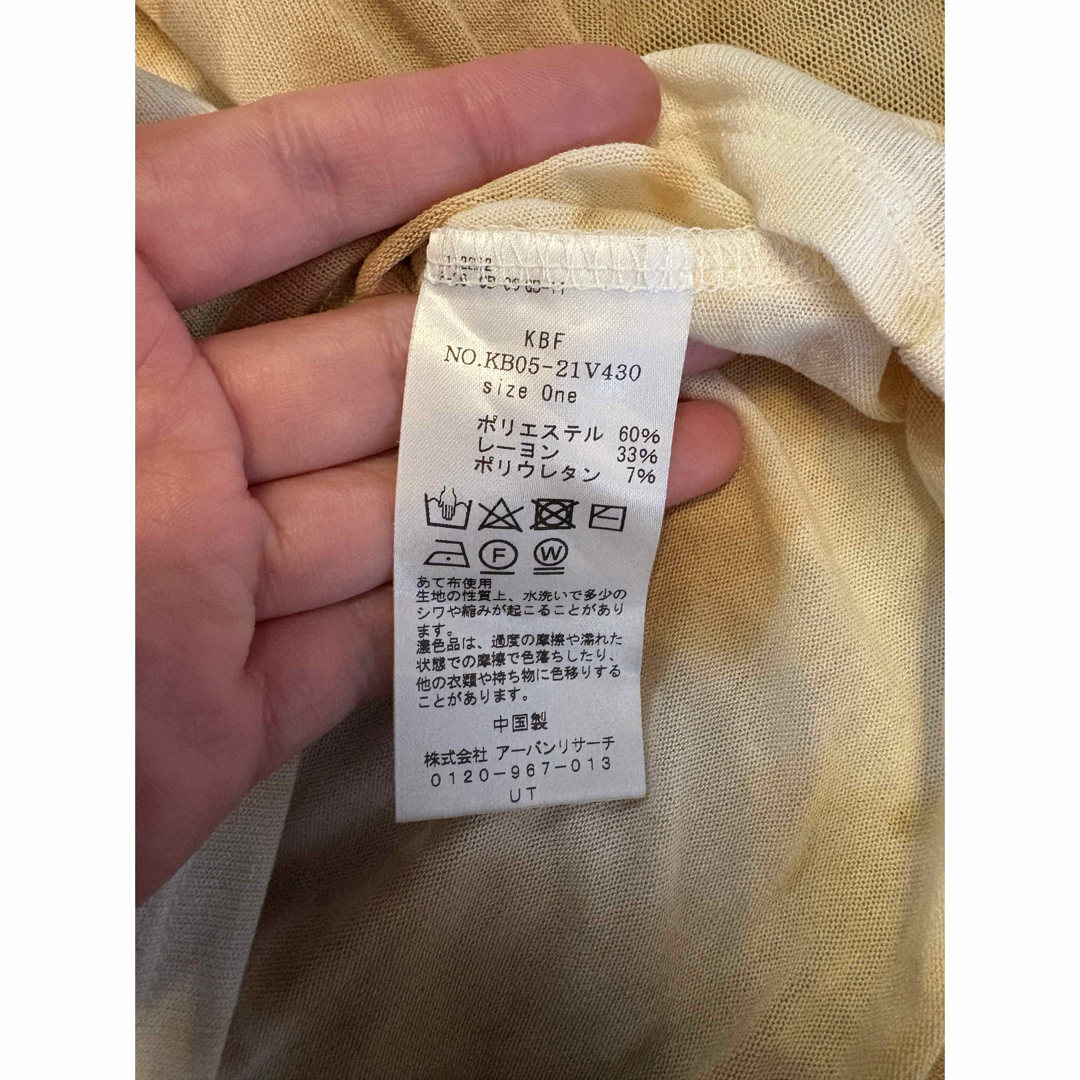 KBF
NO.KB05-21V430
size One
ポリエステル 60%
レーヨン 33%
ポリウレタン 7%
F W
あて布使用
生地の性質上、水洗いで多少の
シワや縮みが起こることがあり
ます。
濃色品は、過度の摩擦や濡れた
状態での摩擦で色落ちしたり、
他の衣類や持ち物に色移りする
ことがあります。
中国製
株式会社 アーバンリサーチ
0120-967-013
UT